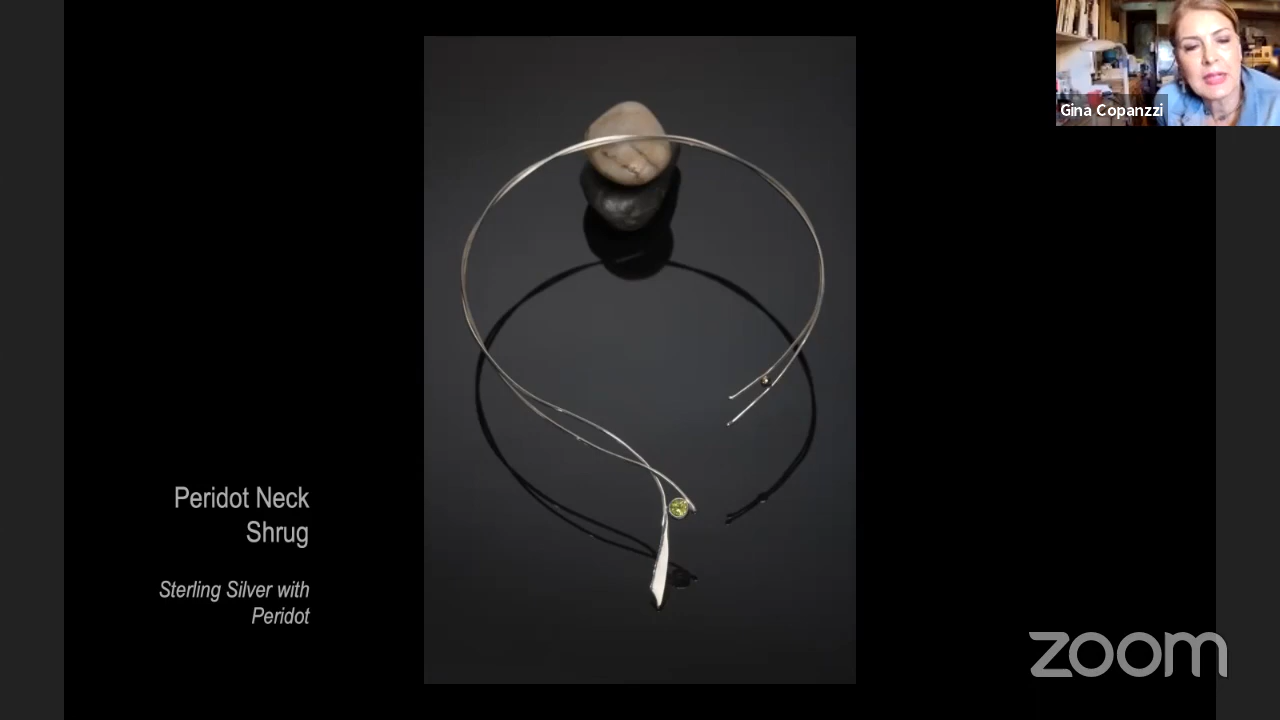 Gina Copanzzi
Peridot Neck
Shrug
Sterling Silver with
Peridot
zoom